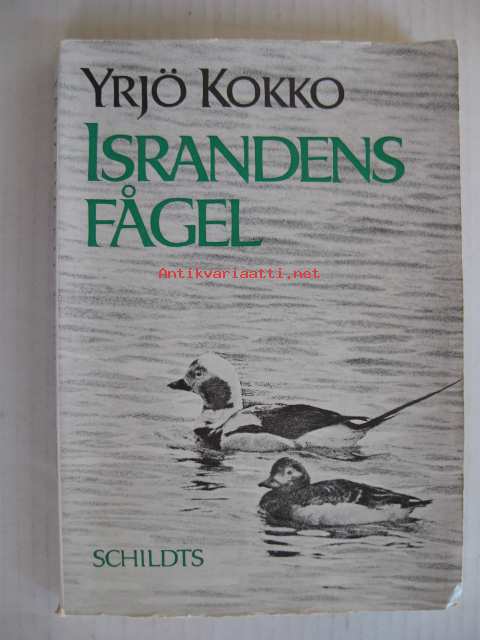 YRJÖ KOKKO
ISRANDENS
FÅGEL
Antikvariaatti.net
SCHILDTS